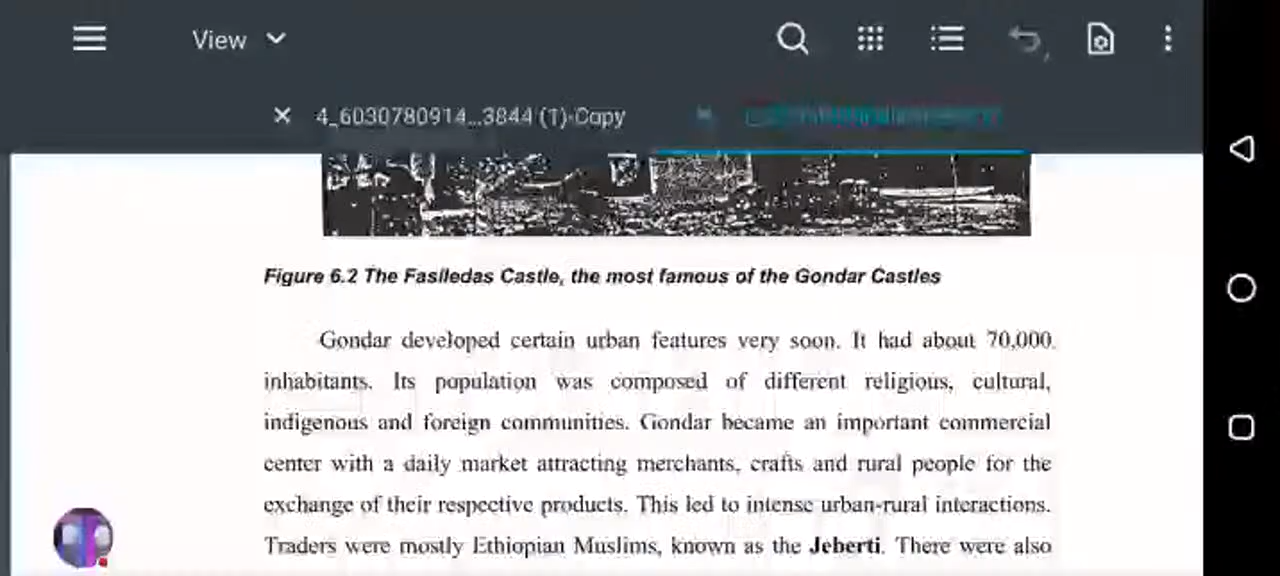 View
4_6030780914...3844 (1)-Copy
Figure 6.2 The Fasiledas Castle, the most famous of the Gondar Castles
Gondar developed certain urban features very soon. It had about 70,000
inhabitants. Its population was composed of different religious, cultural,
indigenous and foreign communities. Gondar became an important commercial
center with a daily market attracting merchants, crafts and rural people for the
exchange of their respective products. This led to intense urban-rural interactions.
Traders were mostly Ethiopian Muslims, known as the Jeberti. There were also